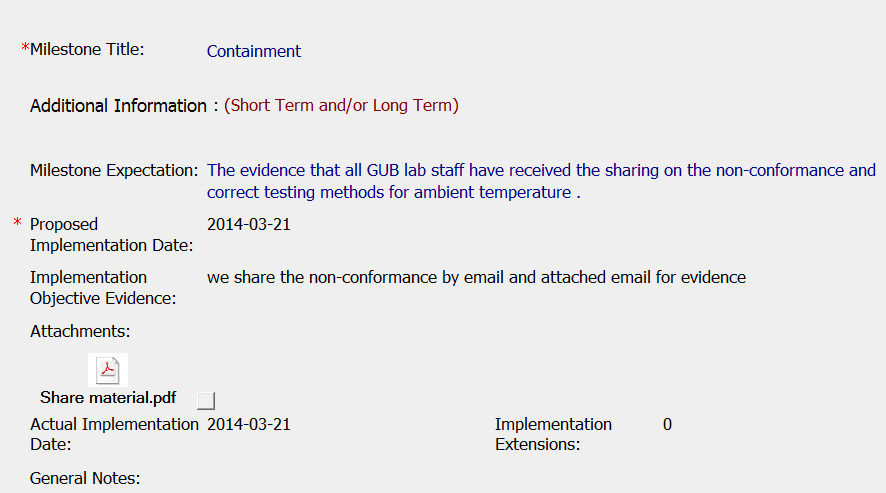 *Milestone Title: Containment
Additional Information : (Short Term and/or Long Term)
Milestone Expectation: The evidence that all GUB lab staff have received the sharing on the non-conformance and
correct testing methods for ambient temperature .
* Proposed 2014-03-21
Implementation Date:
Implementation we share the non-conformance by email and attached email for evidence
Objective Evidence:
Attachments:
Share material.pdf
Actual Implementation 2014-03-21 Implementation 0
Date: Extensions:
General Notes: